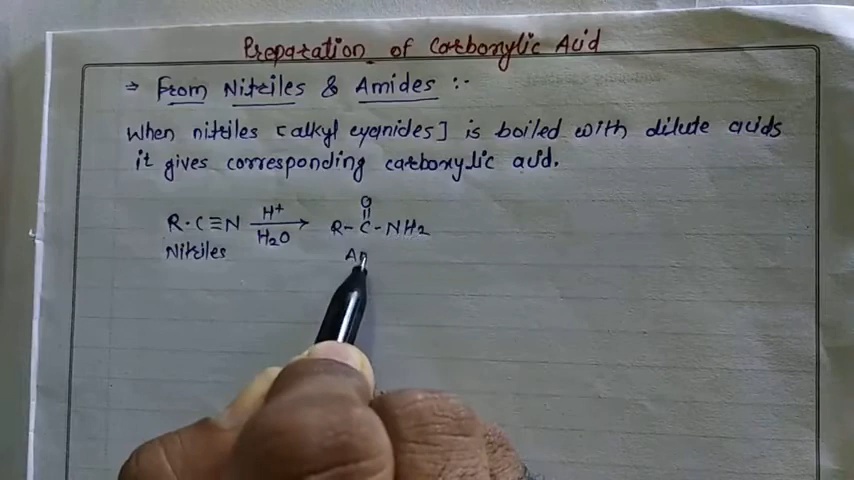 Preparation of Carboxylic Acid
⇒ From Nitriles & Amides :-
When nitriles [alkyl cyanides] is boiled with dilute acids
it gives corresponding carboxylic acid.
O
R-C≡N H+ H2O → R-C-NH2
Nitriles